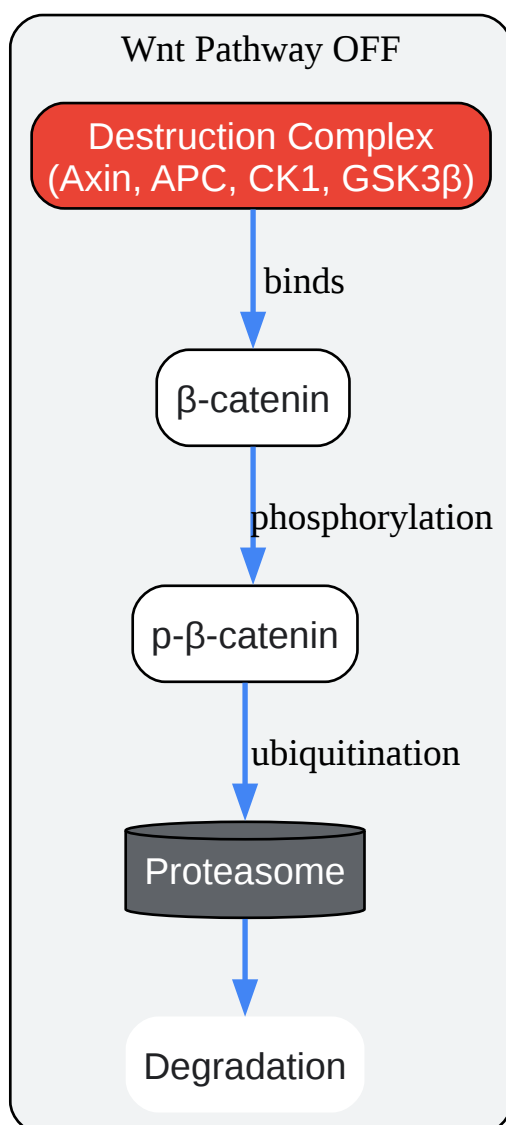 Wnt Pathway OFF
Destruction Complex
(Axin, APC, CK1, GSK3β)
binds
β-catenin
phosphorylation
p-β-catenin
ubiquitination
Proteasome
Degradation